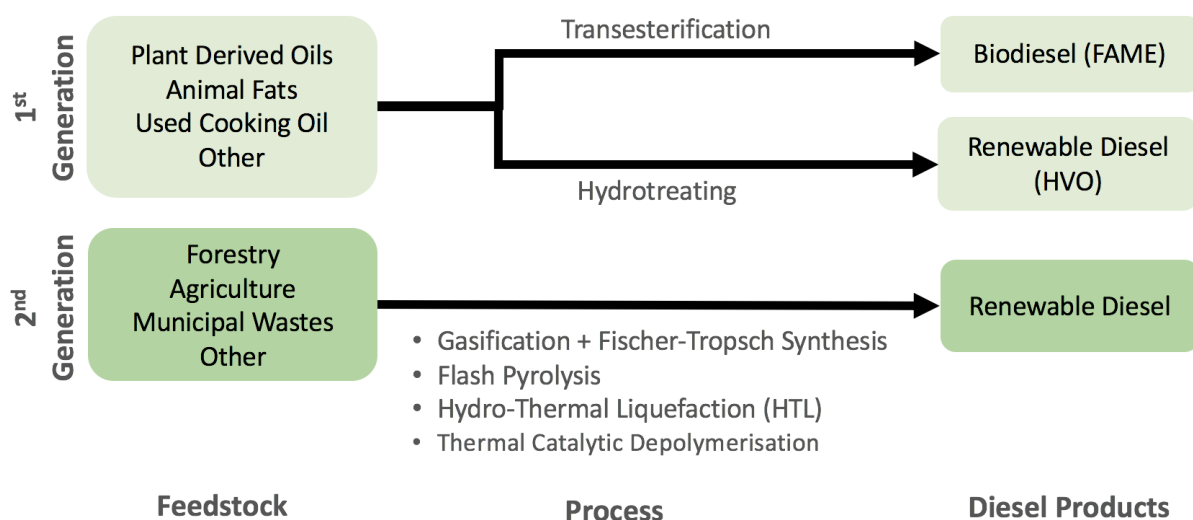 1st
Generation
Plant Derived Oils
Animal Fats
Used Cooking Oil
Other
Transesterification
Hydrotreating
Biodiesel (FAME)
Renewable Diesel
(HVO)
2nd
Generation
Forestry
Agriculture
Municipal Wastes
Other
• Gasification + Fischer-Tropsch Synthesis
• Flash Pyrolysis
• Hydro-Thermal Liquefaction (HTL)
• Thermal Catalytic Depolymerisation
Renewable Diesel
Feedstock
Process
Diesel Products